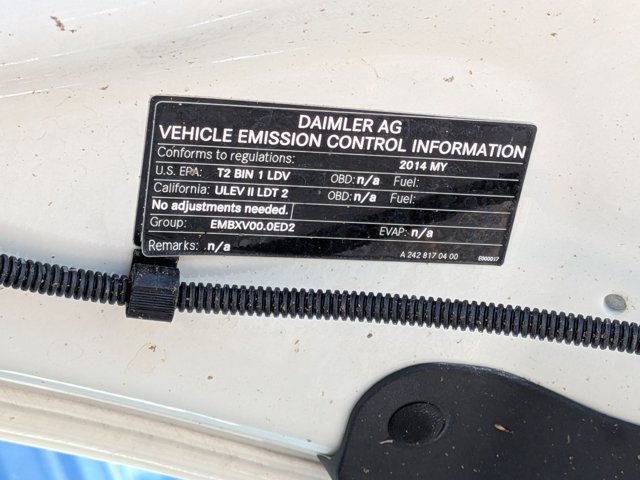 DAIMLER AG
VEHICLE EMISSION CONTROL INFORMATION
Conforms to regulations: 2014 MY
U.S. EPA: T2 BIN 1 LDV OBD: n/a Fuel:
California: ULEV II LDT 2 OBD: n/a Fuel:
No adjustments needed.
Group: EMBXV00.0ED2 EVAP: n/a
Remarks: n/a
A 242 817 04 00 E000017